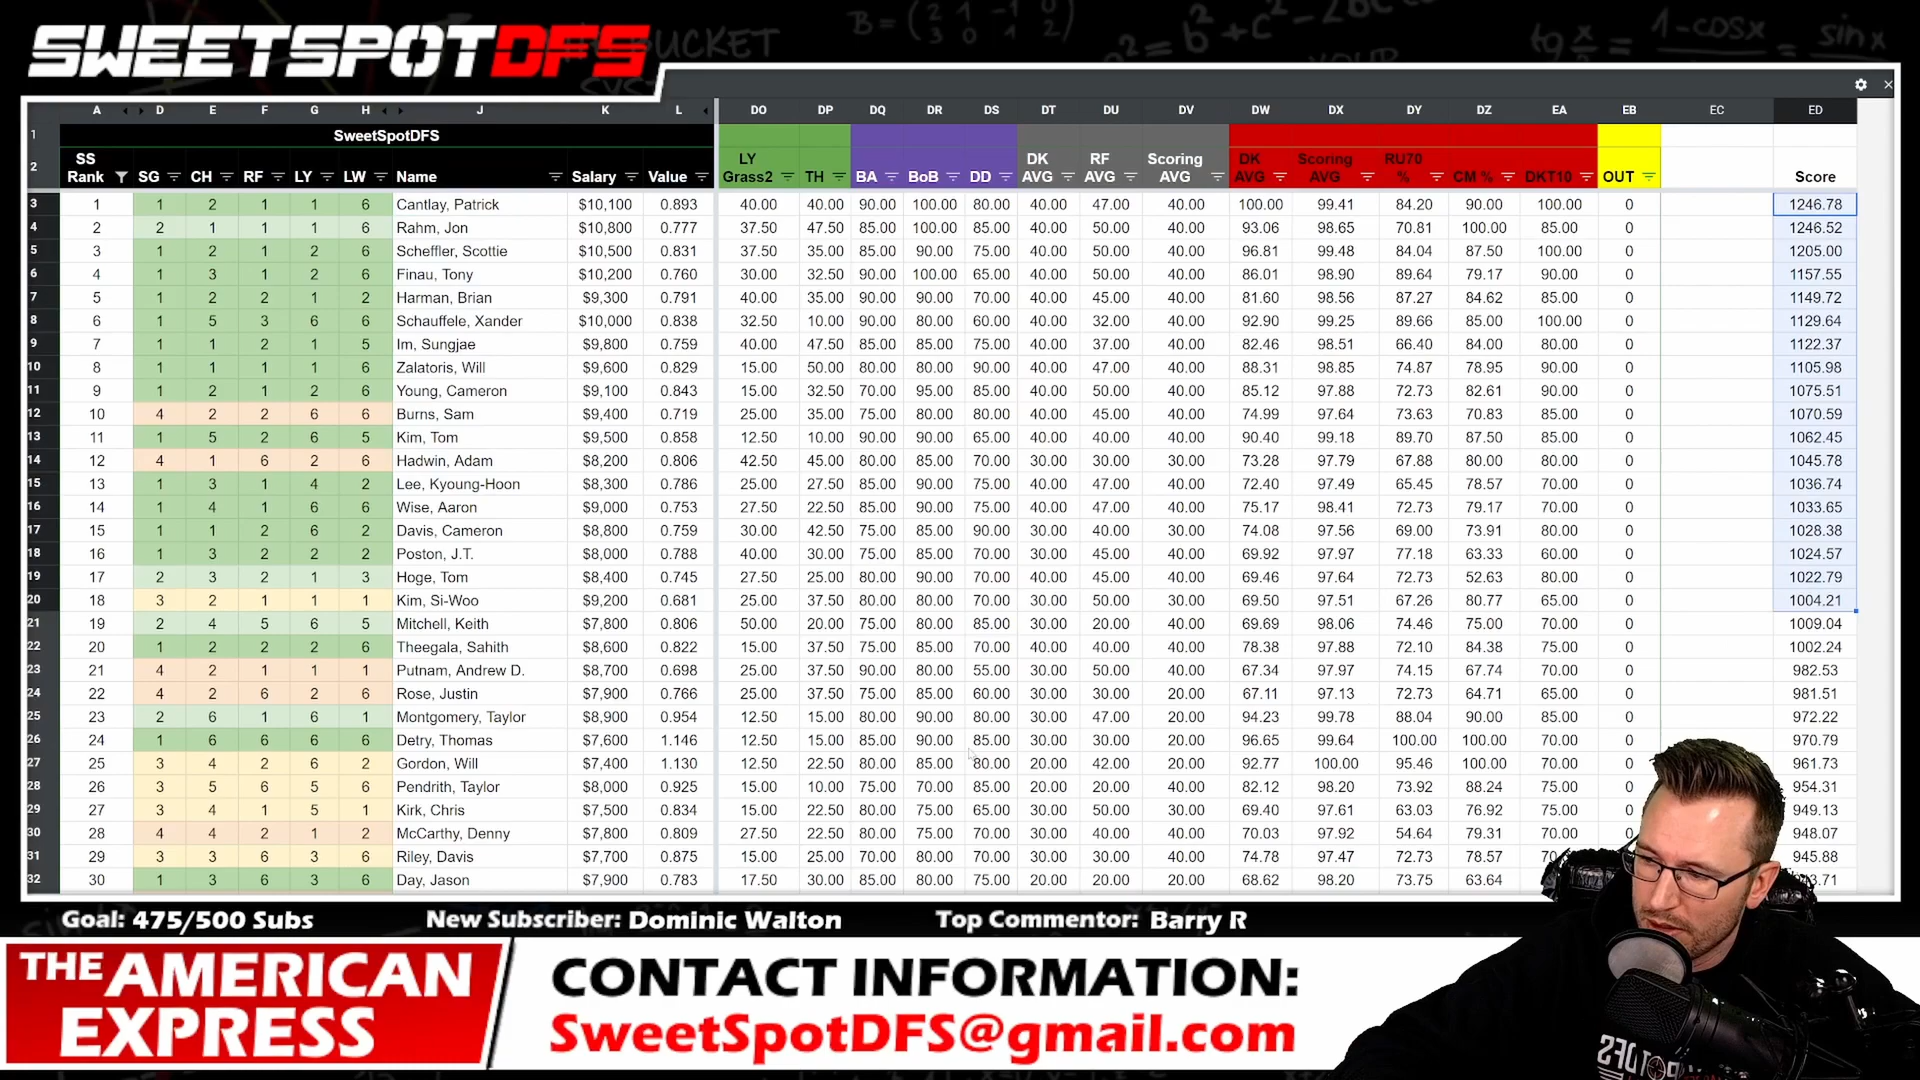 SWEETSPOTDFS
A D E F G H J K L DO DP DQ DR DS DT DU DV DW DX DY DZ EA EB EC ED
1 SweetSpotDFS
2 SS Rank SG CH RF LY LW Name Salary Value LY Grass2 TH BA BoB DD DK AVG RF AVG Scoring AVG DK AVG Scoring AVG RU70 % CM % DKT10 OUT Score
3 1 1 2 1 1 6 Cantlay, Patrick $10,100 0.893 40.00 40.00 90.00 100.00 80.00 40.00 47.00 40.00 100.00 99.41 84.20 90.00 100.00 0 1246.78
4 2 2 1 1 1 6 Rahm, Jon $10,800 0.777 37.50 47.50 85.00 100.00 85.00 40.00 50.00 40.00 93.06 98.65 70.81 100.00 85.00 0 1246.52
5 3 1 2 1 2 6 Scheffler, Scottie $10,500 0.831 37.50 35.00 85.00 90.00 75.00 40.00 50.00 40.00 96.81 99.48 84.04 87.50 100.00 0 1205.00
6 4 1 3 1 2 6 Finau, Tony $10,200 0.760 30.00 32.50 90.00 100.00 65.00 40.00 50.00 40.00 86.01 98.90 89.64 79.17 90.00 0 1157.55
7 5 1 2 2 1 2 Harman, Brian $9,300 0.791 40.00 35.00 90.00 90.00 70.00 40.00 45.00 40.00 81.60 98.56 87.27 84.62 85.00 0 1149.72
8 6 1 5 3 6 6 Schauffele, Xander $10,000 0.838 32.50 10.00 90.00 80.00 60.00 40.00 32.00 40.00 92.90 99.25 89.66 85.00 100.00 0 1129.64
9 7 1 1 2 1 5 Im, Sungjae $9,800 0.759 40.00 47.50 85.00 85.00 75.00 40.00 37.00 40.00 82.46 98.51 66.40 84.00 80.00 0 1122.37
10 8 1 1 1 1 6 Zalatoris, Will $9,600 0.829 15.00 50.00 80.00 80.00 90.00 40.00 47.00 40.00 88.31 98.85 74.87 78.95 90.00 0 1105.98
11 9 1 2 1 2 6 Young, Cameron $9,100 0.843 15.00 32.50 70.00 95.00 85.00 40.00 50.00 40.00 85.12 97.88 72.73 82.61 90.00 0 1075.51
12 10 4 2 2 6 6 Burns, Sam $9,400 0.719 25.00 35.00 75.00 80.00 80.00 40.00 45.00 40.00 74.99 97.64 73.63 70.83 85.00 0 1070.59
13 11 1 5 2 6 5 Kim, Tom $9,500 0.858 12.50 10.00 90.00 90.00 65.00 40.00 40.00 40.00 90.40 99.18 89.70 87.50 85.00 0 1062.45
14 12 4 1 6 2 6 Hadwin, Adam $8,200 0.806 42.50 45.00 80.00 85.00 70.00 30.00 30.00 30.00 73.28 97.79 67.88 80.00 80.00 0 1045.78
15 13 1 3 1 4 2 Lee, Kyoung-Hoon $8,300 0.786 25.00 27.50 85.00 90.00 75.00 40.00 47.00 40.00 72.40 97.49 65.45 78.57 70.00 0 1036.74
16 14 1 4 1 6 6 Wise, Aaron $9,000 0.753 27.50 22.50 85.00 90.00 75.00 40.00 47.00 40.00 75.17 98.41 72.73 79.17 70.00 0 1033.65
17 15 1 1 2 6 2 Davis, Cameron $8,800 0.759 30.00 42.50 75.00 85.00 90.00 30.00 40.00 30.00 74.08 97.56 69.00 73.91 80.00 0 1028.38
18 16 1 3 2 2 2 Poston, J.T. $8,000 0.788 40.00 30.00 75.00 85.00 70.00 30.00 45.00 40.00 69.92 97.97 77.18 63.33 60.00 0 1024.57
19 17 2 3 2 1 3 Hoge, Tom $8,400 0.745 27.50 25.00 80.00 90.00 70.00 40.00 45.00 40.00 69.46 97.64 72.73 52.63 80.00 0 1022.79
20 18 3 2 1 1 1 Kim, Si-Woo $9,200 0.681 25.00 37.50 80.00 80.00 70.00 30.00 50.00 30.00 69.50 97.51 67.26 80.77 65.00 0 1004.21
21 19 2 4 5 6 5 Mitchell, Keith $7,800 0.806 50.00 20.00 75.00 80.00 85.00 30.00 20.00 40.00 69.69 98.06 74.46 75.00 70.00 0 1009.04
22 20 1 2 2 2 6 Theegala, Sahith $8,600 0.822 15.00 37.50 75.00 85.00 70.00 40.00 40.00 40.00 78.38 97.88 72.10 84.38 75.00 0 1002.24
23 21 4 2 1 1 1 Putnam, Andrew D. $8,700 0.698 25.00 37.50 90.00 80.00 55.00 30.00 50.00 40.00 67.34 97.97 74.15 67.74 70.00 0 982.53
24 22 4 2 6 2 6 Rose, Justin $7,900 0.766 25.00 37.50 75.00 85.00 60.00 30.00 30.00 20.00 67.11 97.13 72.73 64.71 65.00 0 981.51
25 23 2 6 1 6 1 Montgomery, Taylor $8,900 0.954 12.50 15.00 80.00 90.00 80.00 30.00 47.00 20.00 94.23 99.78 88.04 90.00 85.00 0 972.22
26 24 1 6 6 6 6 Detry, Thomas $7,600 1.146 12.50 15.00 85.00 90.00 85.00 30.00 30.00 20.00 96.65 99.64 100.00 100.00 70.00 0 970.79
27 25 3 4 2 6 2 Gordon, Will $7,400 1.130 12.50 22.50 80.00 85.00 80.00 20.00 42.00 20.00 92.77 100.00 95.46 100.00 70.00 0 961.73
28 26 3 5 6 5 6 Pendrith, Taylor $8,000 0.925 15.00 10.00 85.00 70.00 85.00 20.00 20.00 40.00 82.12 98.20 73.92 88.24 75.00 0 954.31
29 27 3 4 1 5 1 Kirk, Chris $7,500 0.834 15.00 22.50 80.00 75.00 65.00 30.00 50.00 30.00 69.40 97.61 63.03 76.92 75.00 0 949.13
30 28 4 4 2 1 2 McCarthy, Denny $7,800 0.809 27.50 22.50 80.00 75.00 70.00 30.00 40.00 40.00 70.03 97.92 54.64 79.31 70.00 0 948.07
31 29 3 3 6 3 6 Riley, Davis $7,700 0.875 15.00 25.00 70.00 80.00 70.00 30.00 30.00 40.00 74.78 97.47 72.73 78.57 945.88
32 30 1 3 6 3 6 Day, Jason $7,900 0.783 17.50 30.00 85.00 80.00 75.00 20.00 20.00 20.00 68.62 98.20 73.75 63.64
Goal: 475/500 Subs New Subscriber: Dominic Walton Top Commentor: Barry R
THE AMERICAN EXPRESS
CONTACT INFORMATION:
SweetSpotDFS@gmail.com